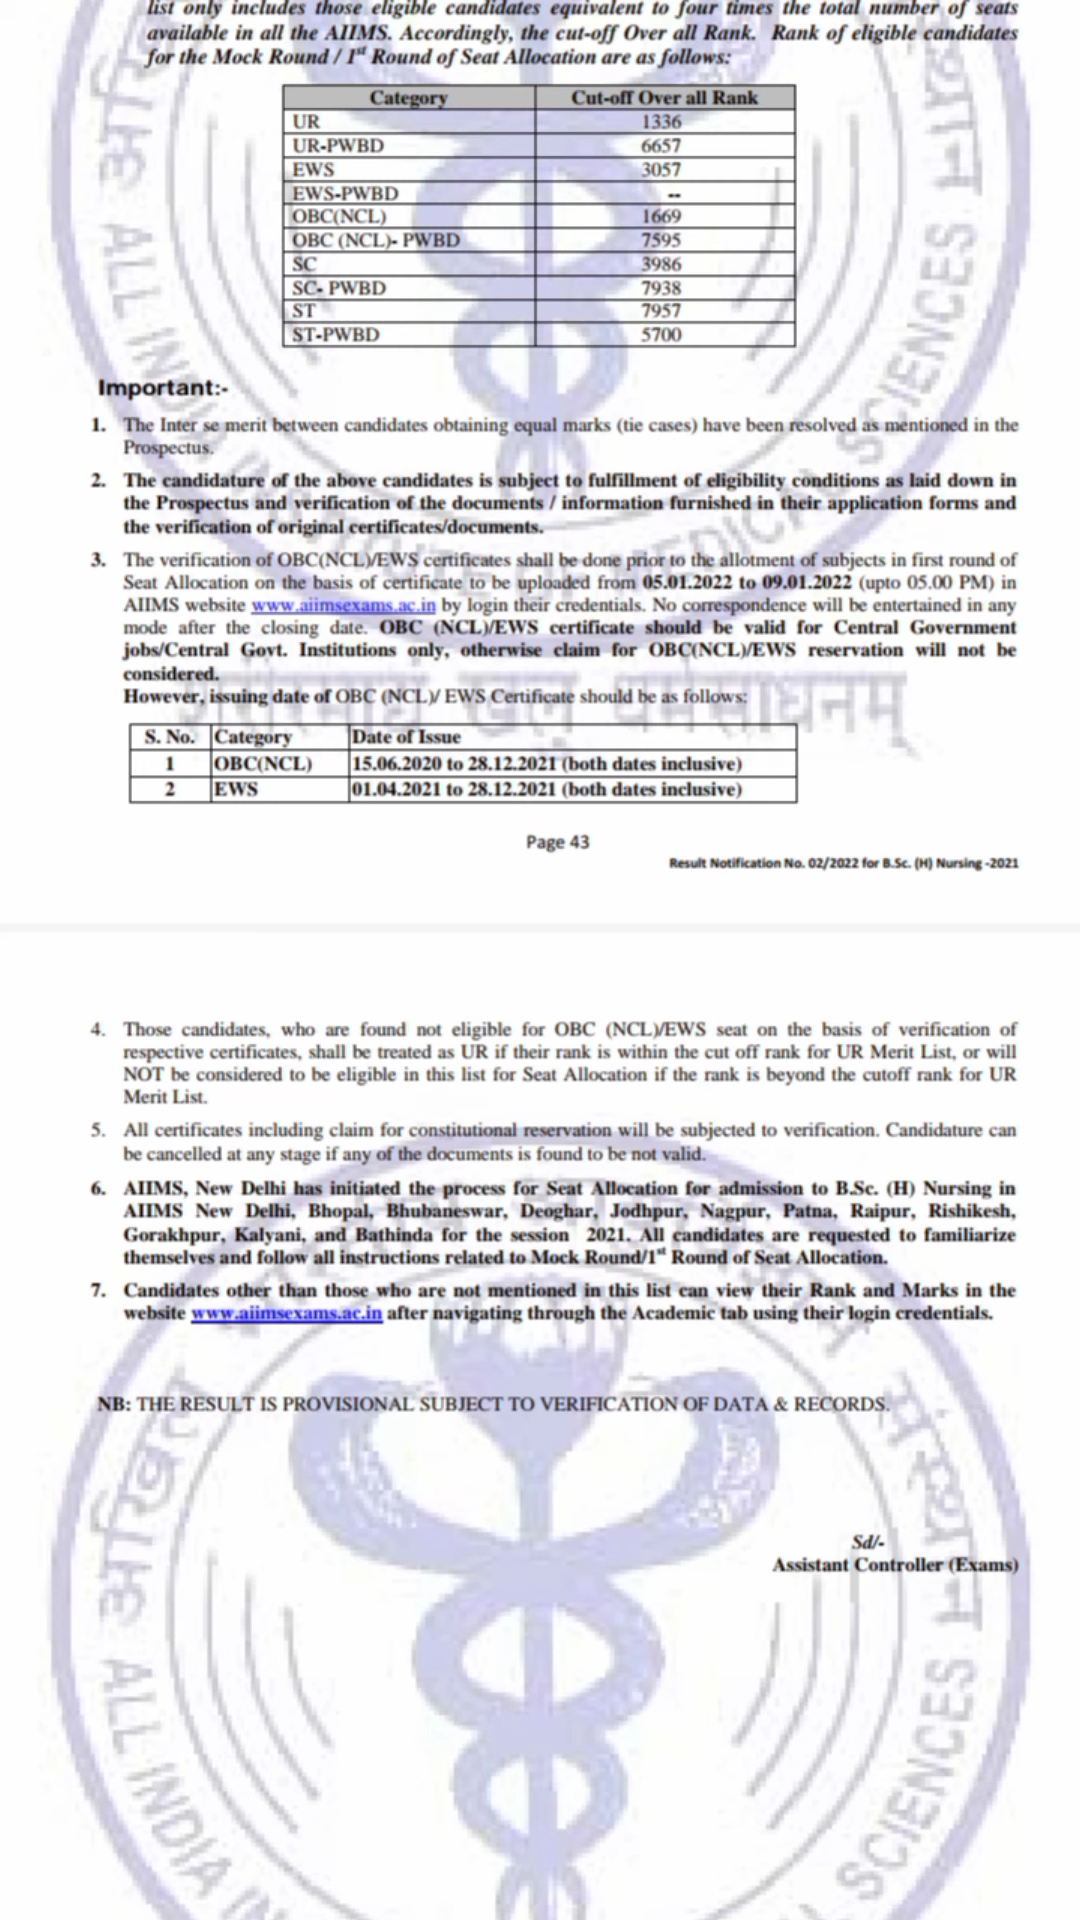 list only includes those eligible candidates equivalent to four times the total number of seats
available in all the AIIMS. Accordingly, the cut-off Over all Rank. Rank of eligible candidates
for the Mock Round / 1st Round of Seat Allocation are as follows:
Category Cut-off Over all Rank
UR 1336
UR-PWBD 6657
EWS 3057
EWS-PWBD --
OBC(NCL) 1669
OBC (NCL)- PWBD 7595
SC 3986
SC- PWBD 7938
ST 7957
ST-PWBD 5700
Important:-
1. The Inter se merit between candidates obtaining equal marks (tie cases) have been resolved as mentioned in the
Prospectus.
2. The candidature of the above candidates is subject to fulfillment of eligibility conditions as laid down in
the Prospectus and verification of the documents / information furnished in their application forms and
the verification of original certificates/documents.
3. The verification of OBC(NCL)/EWS certificates shall be done prior to the allotment of subjects in first round of
Seat Allocation on the basis of certificate to be uploaded from 05.01.2022 to 09.01.2022 (upto 05.00 PM) in
AIIMS website www.aiimsexams.ac.in by login their credentials. No correspondence will be entertained in any
mode after the closing date. OBC (NCL)/EWS certificate should be valid for Central Government
jobs/Central Govt. Institutions only, otherwise claim for OBC(NCL)/EWS reservation will not be
considered.
However, issuing date of OBC (NCL)/ EWS Certificate should be as follows:
S. No. Category Date of Issue
1 OBC(NCL) 15.06.2020 to 28.12.2021 (both dates inclusive)
2 EWS 01.04.2021 to 28.12.2021 (both dates inclusive)
Page 43
Result Notification No. 02/2022 for B.Sc. (H) Nursing -2021
4. Those candidates, who are found not eligible for OBC (NCL)/EWS seat on the basis of verification of
respective certificates, shall be treated as UR if their rank is within the cut off rank for UR Merit List, or will
NOT be considered to be eligible in this list for Seat Allocation if the rank is beyond the cutoff rank for UR
Merit List.
5. All certificates including claim for constitutional reservation will be subjected to verification. Candidature can
be cancelled at any stage if any of the documents is found to be not valid.
6. AIIMS, New Delhi has initiated the process for Seat Allocation for admission to B.Sc. (H) Nursing in
AIIMS New Delhi, Bhopal, Bhubaneswar, Deoghar, Jodhpur, Nagpur, Patna, Raipur, Rishikesh,
Gorakhpur, Kalyani, and Bathinda for the session 2021. All candidates are requested to familiarize
themselves and follow all instructions related to Mock Round/1st Round of Seat Allocation.
7. Candidates other than those who are not mentioned in this list can view their Rank and Marks in the
website www.aiimsexams.ac.in after navigating through the Academic tab using their login credentials.
NB: THE RESULT IS PROVISIONAL SUBJECT TO VERIFICATION OF DATA & RECORDS.
Sd/-
Assistant Controller (Exams)